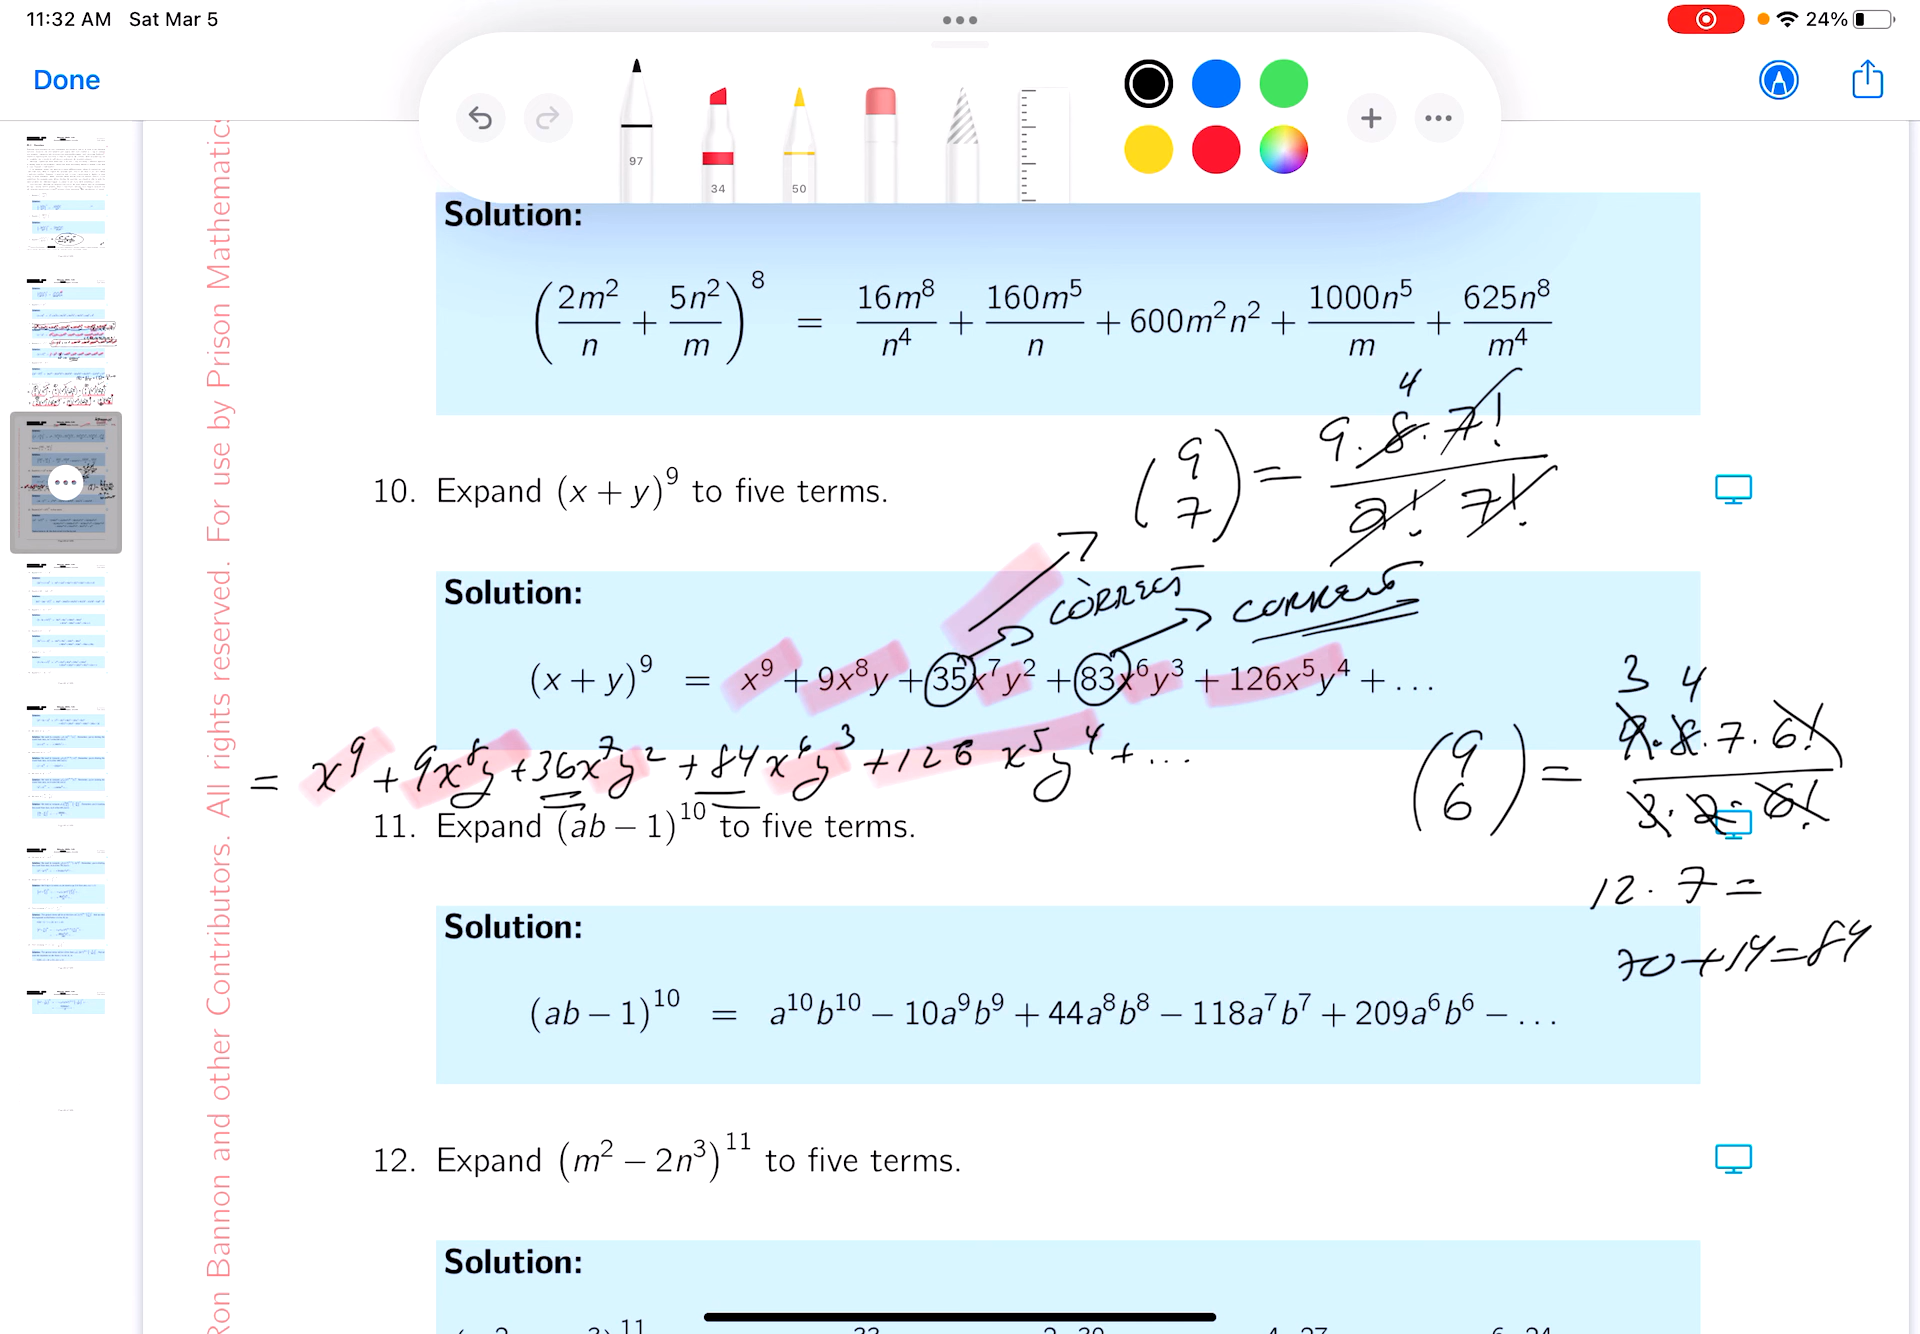 11:32 AM Sat Mar 5
24%
Done
97
34
50
Ron Bannon and other Contributors. All rights reserved. For use by Prison Mathematics
Solution:
(2m²/n + 5n²/m)⁸ = 16m⁸/n⁴ + 160m⁵/n + 600m²n² + 1000n⁵/m + 625n⁸/m⁴
10. Expand (x + y)⁹ to five terms.
(9 7) = 9·8·7!/2! 7!
4
Solution:
CORRECT
CORRECT
(x + y)⁹ = x⁹ + 9x⁸y + 35x⁷y² + 83x⁶y³ + 126x⁵y⁴ + ...
= x⁹ + 9x⁸y + 36x⁷y² + 84x⁶y³ + 126 x⁵y⁴ + ...
3 4
(9 6) = 9·8·7·6!/3·2·6!
12·7=
70+14=84
11. Expand (ab − 1)¹⁰ to five terms.
Solution:
(ab − 1)¹⁰ = a¹⁰b¹⁰ − 10a⁹b⁹ + 44a⁸b⁸ − 118a⁷b⁷ + 209a⁶b⁶ − ...
12. Expand (m² − 2n³)¹¹ to five terms.
Solution: